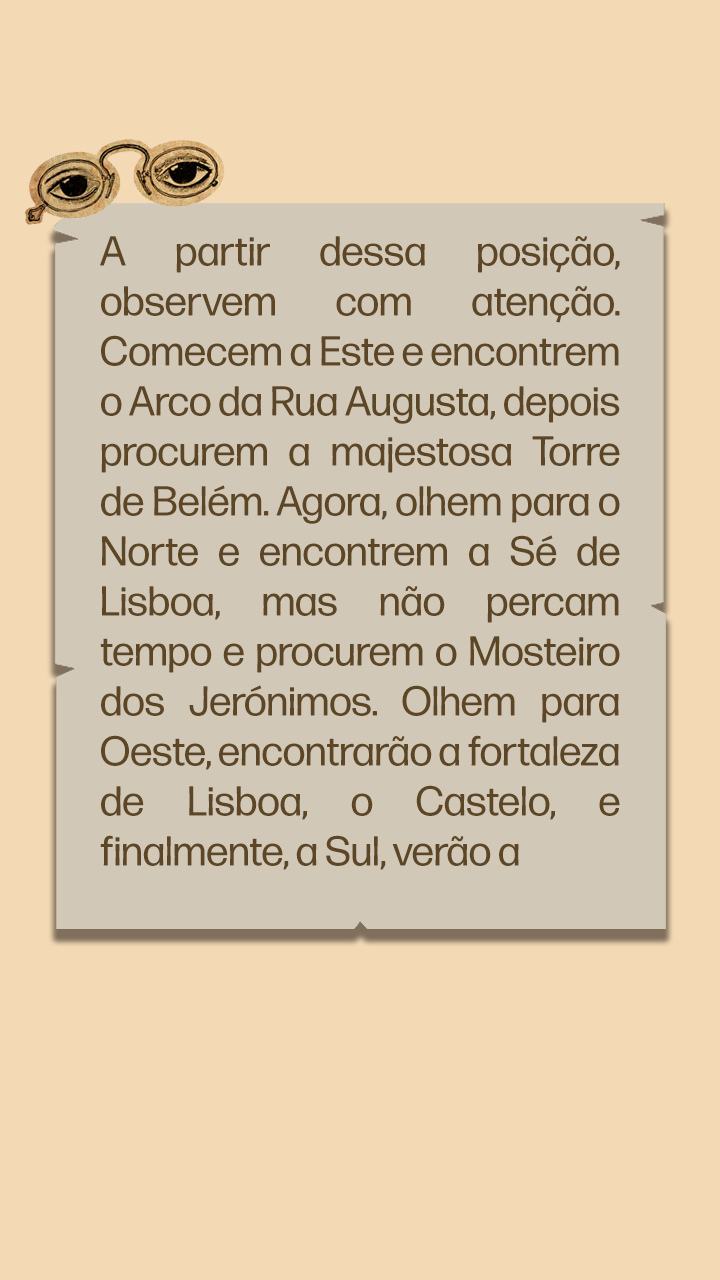 A partir dessa posição,
observem com atenção.
Comecem a Este e encontrem
o Arco da Rua Augusta, depois
procurem a majestosa Torre
de Belém. Agora, olhem para o
Norte e encontrem a Sé de
Lisboa, mas não percam
tempo e procurem o Mosteiro
dos Jerónimos. Olhem para
Oeste, encontrarão a fortaleza
de Lisboa, o Castelo, e
finalmente, a Sul, verão a